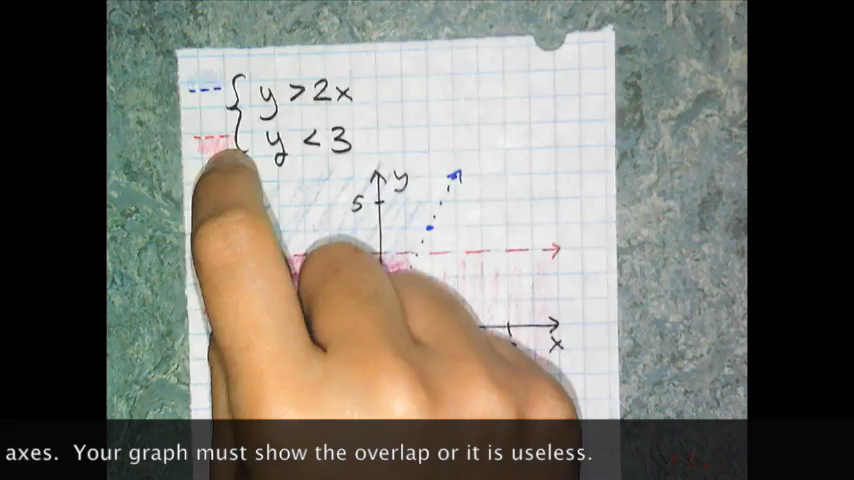 y > 2x
y < 3
y
5
x
axes. Your graph must show the overlap or it is useless.